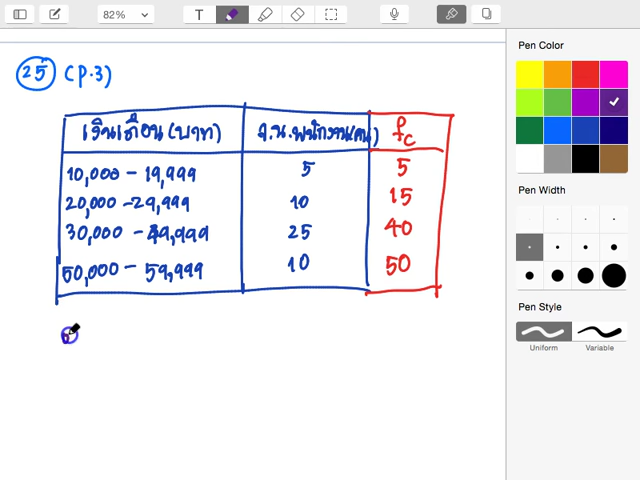 82%
T
25 (P.3)
เงินเดือน (บาท) จ.น.พนักงาน(คน) fc
10,000 - 19,999 5 5
20,000 - 29,999 10 15
30,000 - 49,999 25 40
50,000 - 59,999 10 50
Pen Color
Pen Width
Pen Style
Uniform Variable